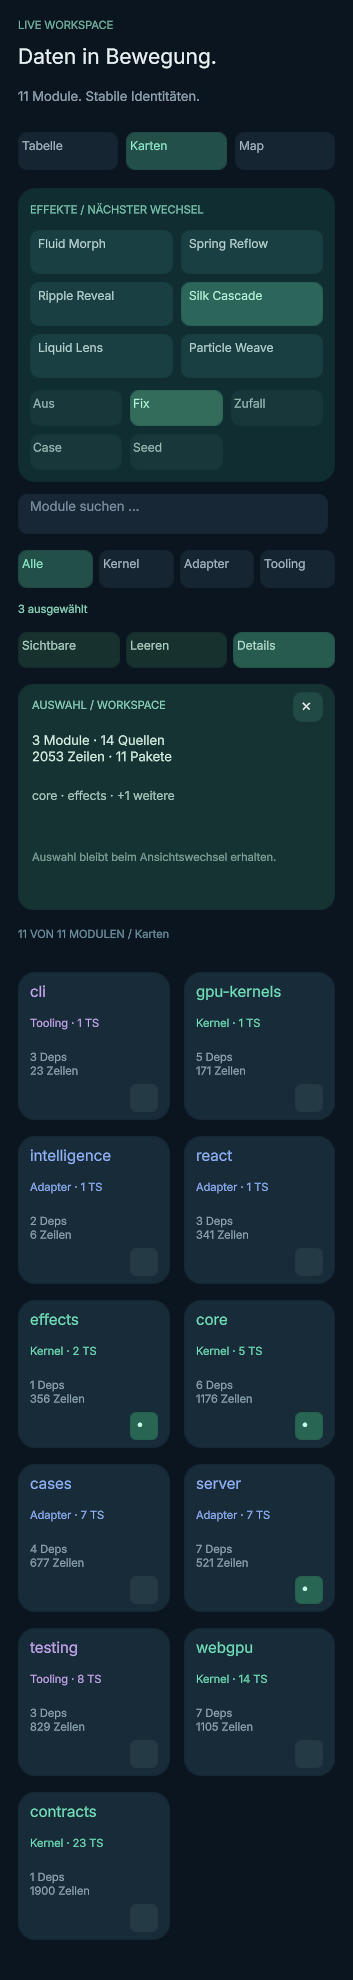 LIVE WORKSPACE
Daten in Bewegung.
11 Module. Stabile Identitäten.
Tabelle
Karten
Map
EFFEKTE / NÄCHSTER WECHSEL
Fluid Morph
Spring Reflow
Ripple Reveal
Silk Cascade
Liquid Lens
Particle Weave
Aus
Fix
Zufall
Case
Seed
Module suchen ...
Alle
Kernel
Adapter
Tooling
3 ausgewählt
Sichtbare
Leeren
Details
AUSWAHL / WORKSPACE
×
3 Module · 14 Quellen
2053 Zeilen · 11 Pakete
core · effects · +1 weitere
Auswahl bleibt beim Ansichtswechsel erhalten.
11 VON 11 MODULEN / Karten
cli
Tooling · 1 TS
3 Deps
23 Zeilen
gpu-kernels
Kernel · 1 TS
5 Deps
171 Zeilen
intelligence
Adapter · 1 TS
2 Deps
6 Zeilen
react
Adapter · 1 TS
3 Deps
341 Zeilen
effects
Kernel · 2 TS
1 Deps
356 Zeilen
core
Kernel · 5 TS
6 Deps
1176 Zeilen
cases
Adapter · 7 TS
4 Deps
677 Zeilen
server
Adapter · 7 TS
7 Deps
521 Zeilen
testing
Tooling · 8 TS
3 Deps
829 Zeilen
webgpu
Kernel · 14 TS
7 Deps
1105 Zeilen
contracts
Kernel · 23 TS
1 Deps
1900 Zeilen